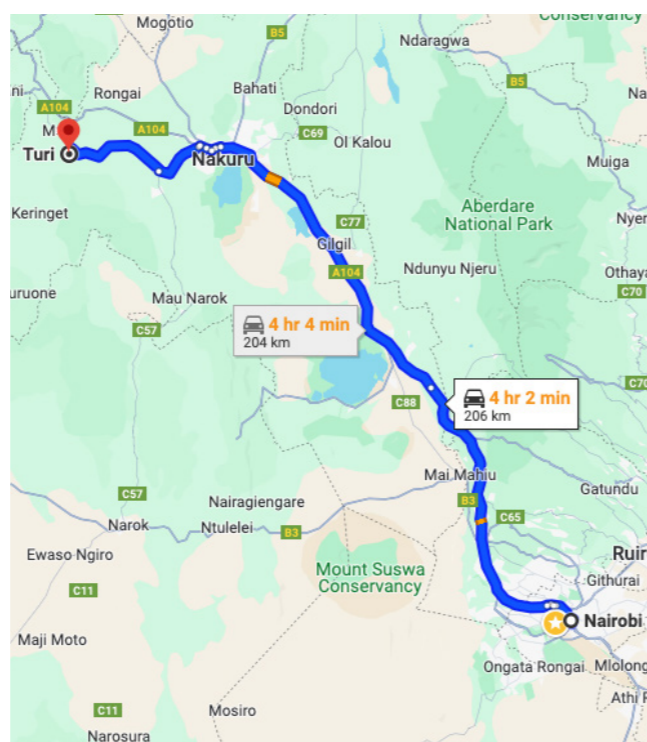 Conservancy
Mogotio
B5
Ndaragwa
B5
Na
ani
Rongai
Bahati
A104
Dondori
A104
C69
Ol Kalou
M
Turi
Nakuru
Muiga
Keringet
Aberdare
National Park
Nyer
C77
Gilgil
A104
Ndunyu Njeru
Othaya
C70
uruone
Mau Narok
C57
4 hr 4 min
204 km
C70
4 hr 2 min
206 km
C88
Mai Mahiu
C57
B3
Gatundu
Nairagiengare
C65
Narok
Ntulelei
B3
Ewaso Ngiro
Ruir
Mount Suswa
Conservancy
Githurai
C11
Nairobi
Maji Moto
Ongata Rongai
Mlolong
Athi R
C11
Mosiro
Narosura